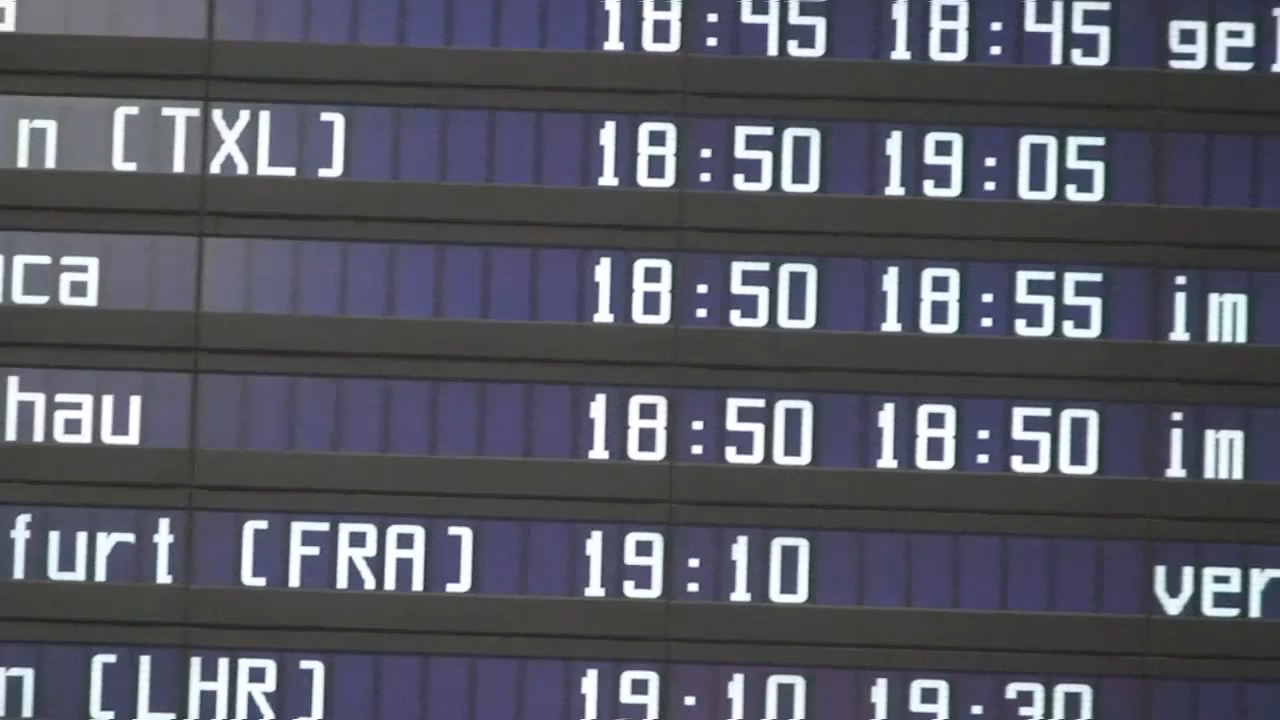 a 18:45 18:45 gel
n [TXL] 18:50 19:05
ca 18:50 18:55 im
hau 18:50 18:50 im
furt [FRA] 19:10 ver
n [LHR] 19:10 19:30